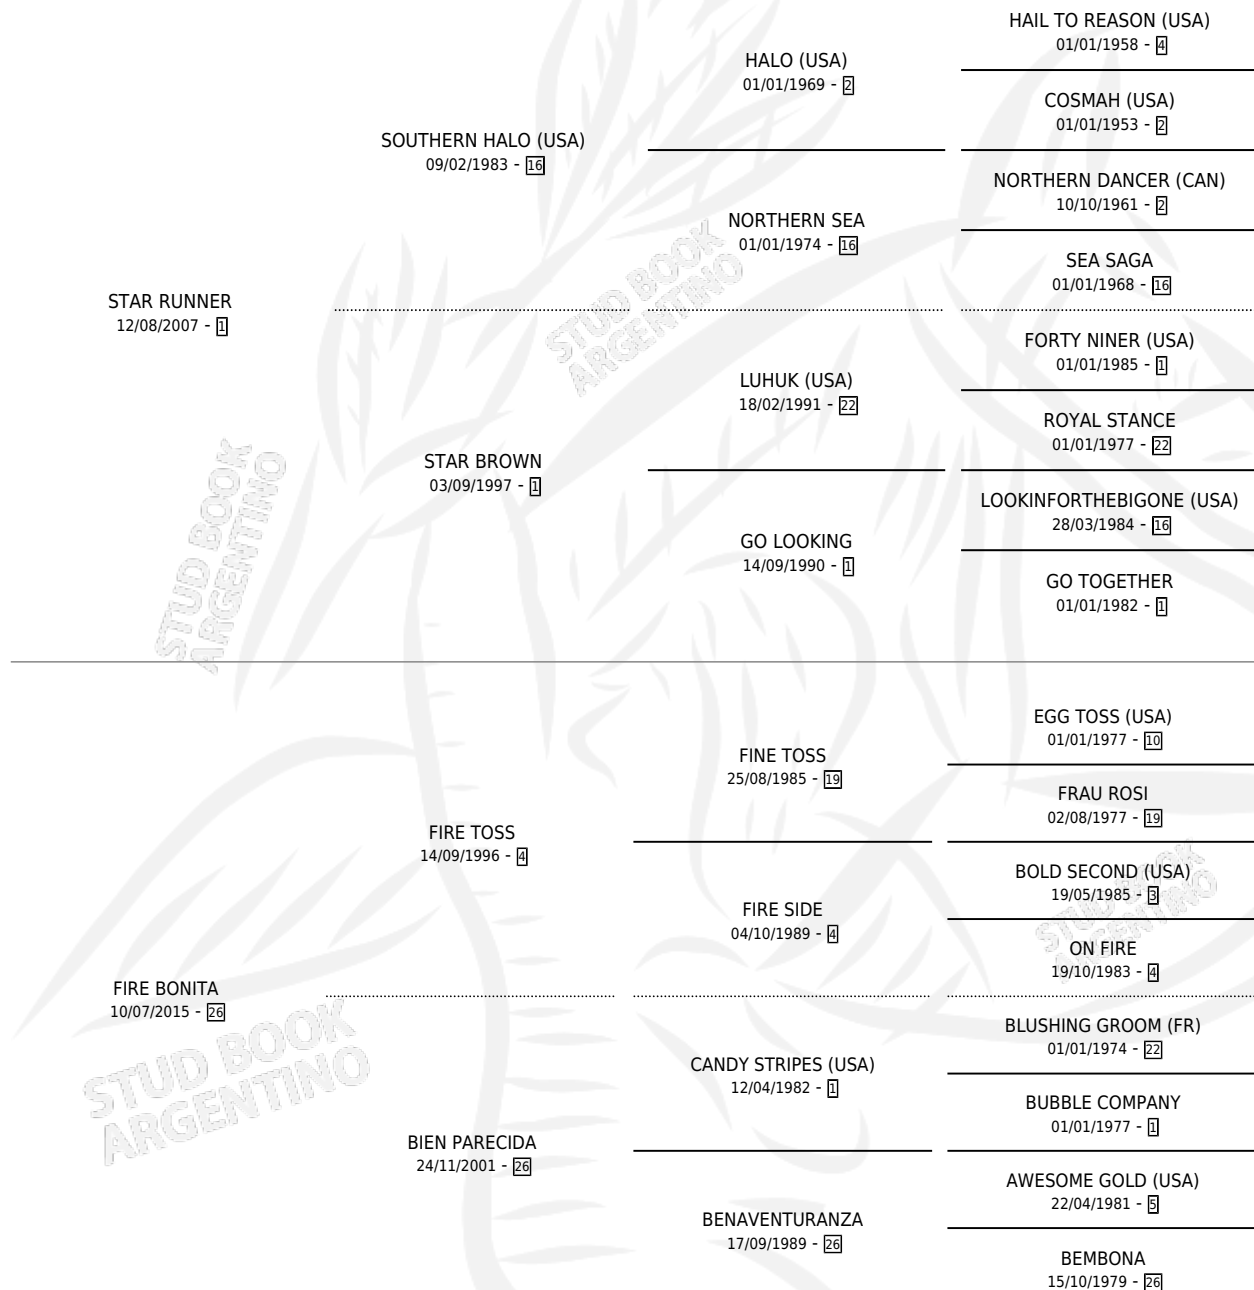 HAIL TO REASON (USA)
01/01/1958 - 4
HALO (USA)
01/01/1969 - 2
COSMAH (USA)
01/01/1953 - 2
SOUTHERN HALO (USA)
09/02/1983 - 16
NORTHERN DANCER (CAN)
10/10/1961 - 2
NORTHERN SEA
01/01/1974 - 16
SEA SAGA
01/01/1968 - 16
STAR RUNNER
12/08/2007 - 1
FORTY NINER (USA)
01/01/1985 - 1
LUHUK (USA)
18/02/1991 - 22
ROYAL STANCE
01/01/1977 - 22
STAR BROWN
03/09/1997 - 1
LOOKINFORTHEBIGONE (USA)
28/03/1984 - 16
GO LOOKING
14/09/1990 - 1
GO TOGETHER
01/01/1982 - 1
EGG TOSS (USA)
01/01/1977 - 10
FINE TOSS
25/08/1985 - 19
FRAU ROSI
02/08/1977 - 19
FIRE TOSS
14/09/1996 - 4
BOLD SECOND (USA)
19/05/1985 - 3
FIRE SIDE
04/10/1989 - 4
ON FIRE
19/10/1983 - 4
FIRE BONITA
10/07/2015 - 26
BLUSHING GROOM (FR)
01/01/1974 - 22
CANDY STRIPES (USA)
12/04/1982 - 1
BUBBLE COMPANY
01/01/1977 - 1
BIEN PARECIDA
24/11/2001 - 26
AWESOME GOLD (USA)
22/04/1981 - 5
BENAVENTURANZA
17/09/1989 - 26
BEMBONA
15/10/1979 - 26
STUD BOOK
ARGENTINO
STUD BOOK
ARGENTINO
STUD BOOK
ARGENTINO
STUD BOOK
ARGENTINO